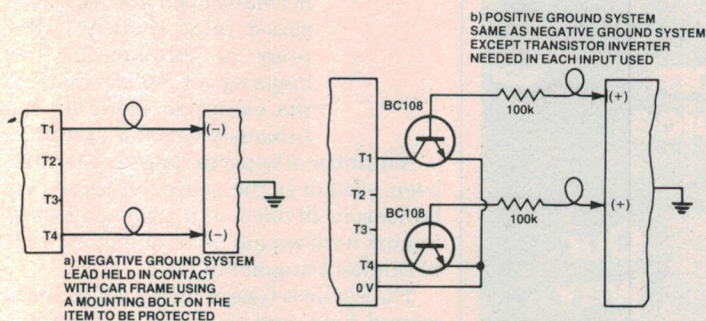 T1
T2
T3
T4
(−)
(−)
a) NEGATIVE GROUND SYSTEM
LEAD HELD IN CONTACT
WITH CAR FRAME USING
A MOUNTING BOLT ON THE
ITEM TO BE PROTECTED
b) POSITIVE GROUND SYSTEM
SAME AS NEGATIVE GROUND SYSTEM
EXCEPT TRANSISTOR INVERTER
NEEDED IN EACH INPUT USED
BC108
100k
(+)
T1
T2
BC108
T3
100k
(+)
T4
0 V